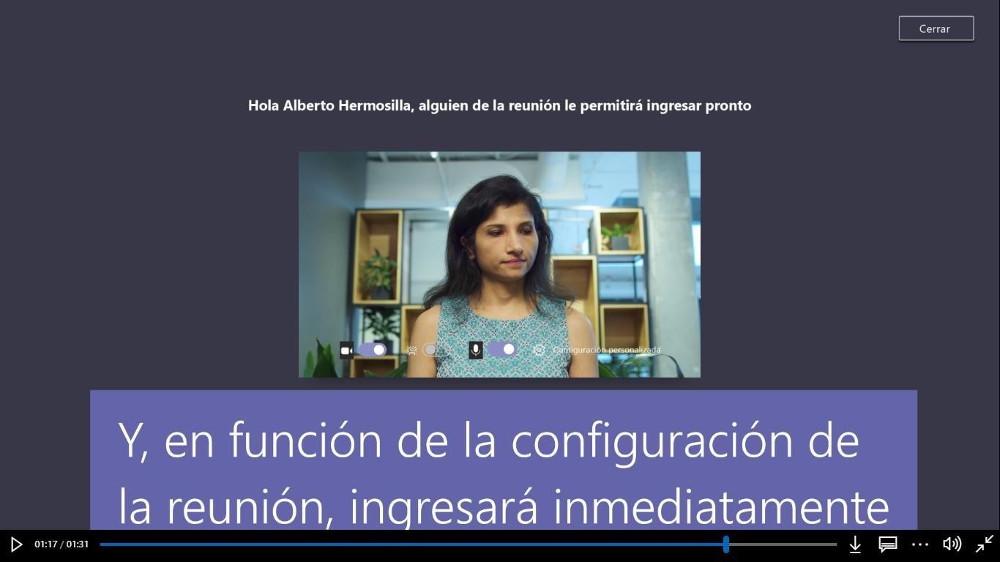 Cerrar
Hola Alberto Hermosilla, alguien de la reunión le permitirá ingresar pronto
Configuración personalizada
Y, en función de la configuración de
la reunión, ingresará inmediatamente
01:17 / 01:31